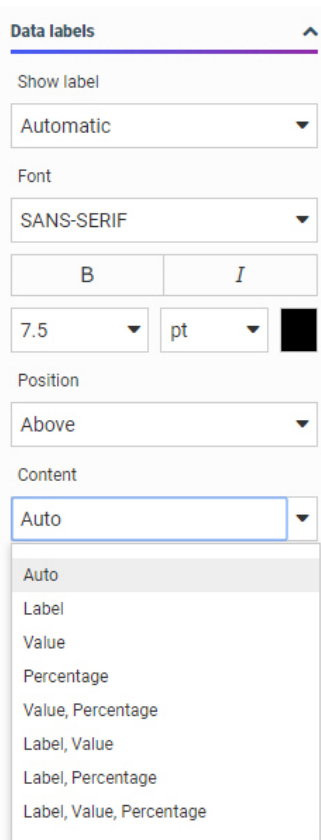 Data labels
Show label
Automatic
Font
SANS-SERIF
B I
7.5 pt
Position
Above
Content
Auto
Auto
Label
Value
Percentage
Value, Percentage
Label, Value
Label, Percentage
Label, Value, Percentage